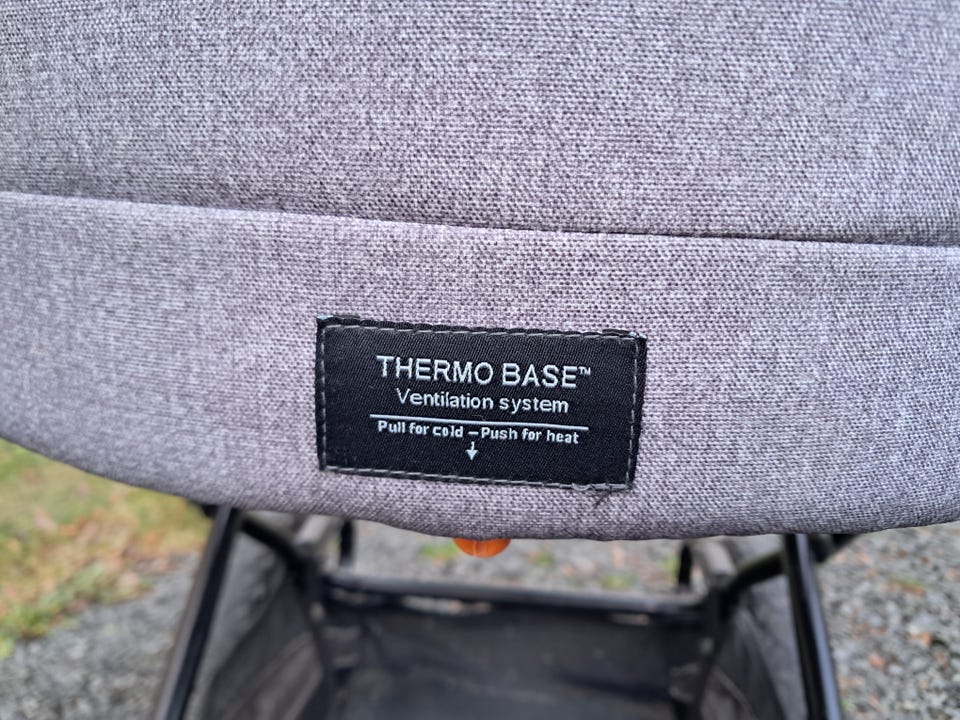 THERMO BASE™
Ventilation system
Pull for cold – Push for heat